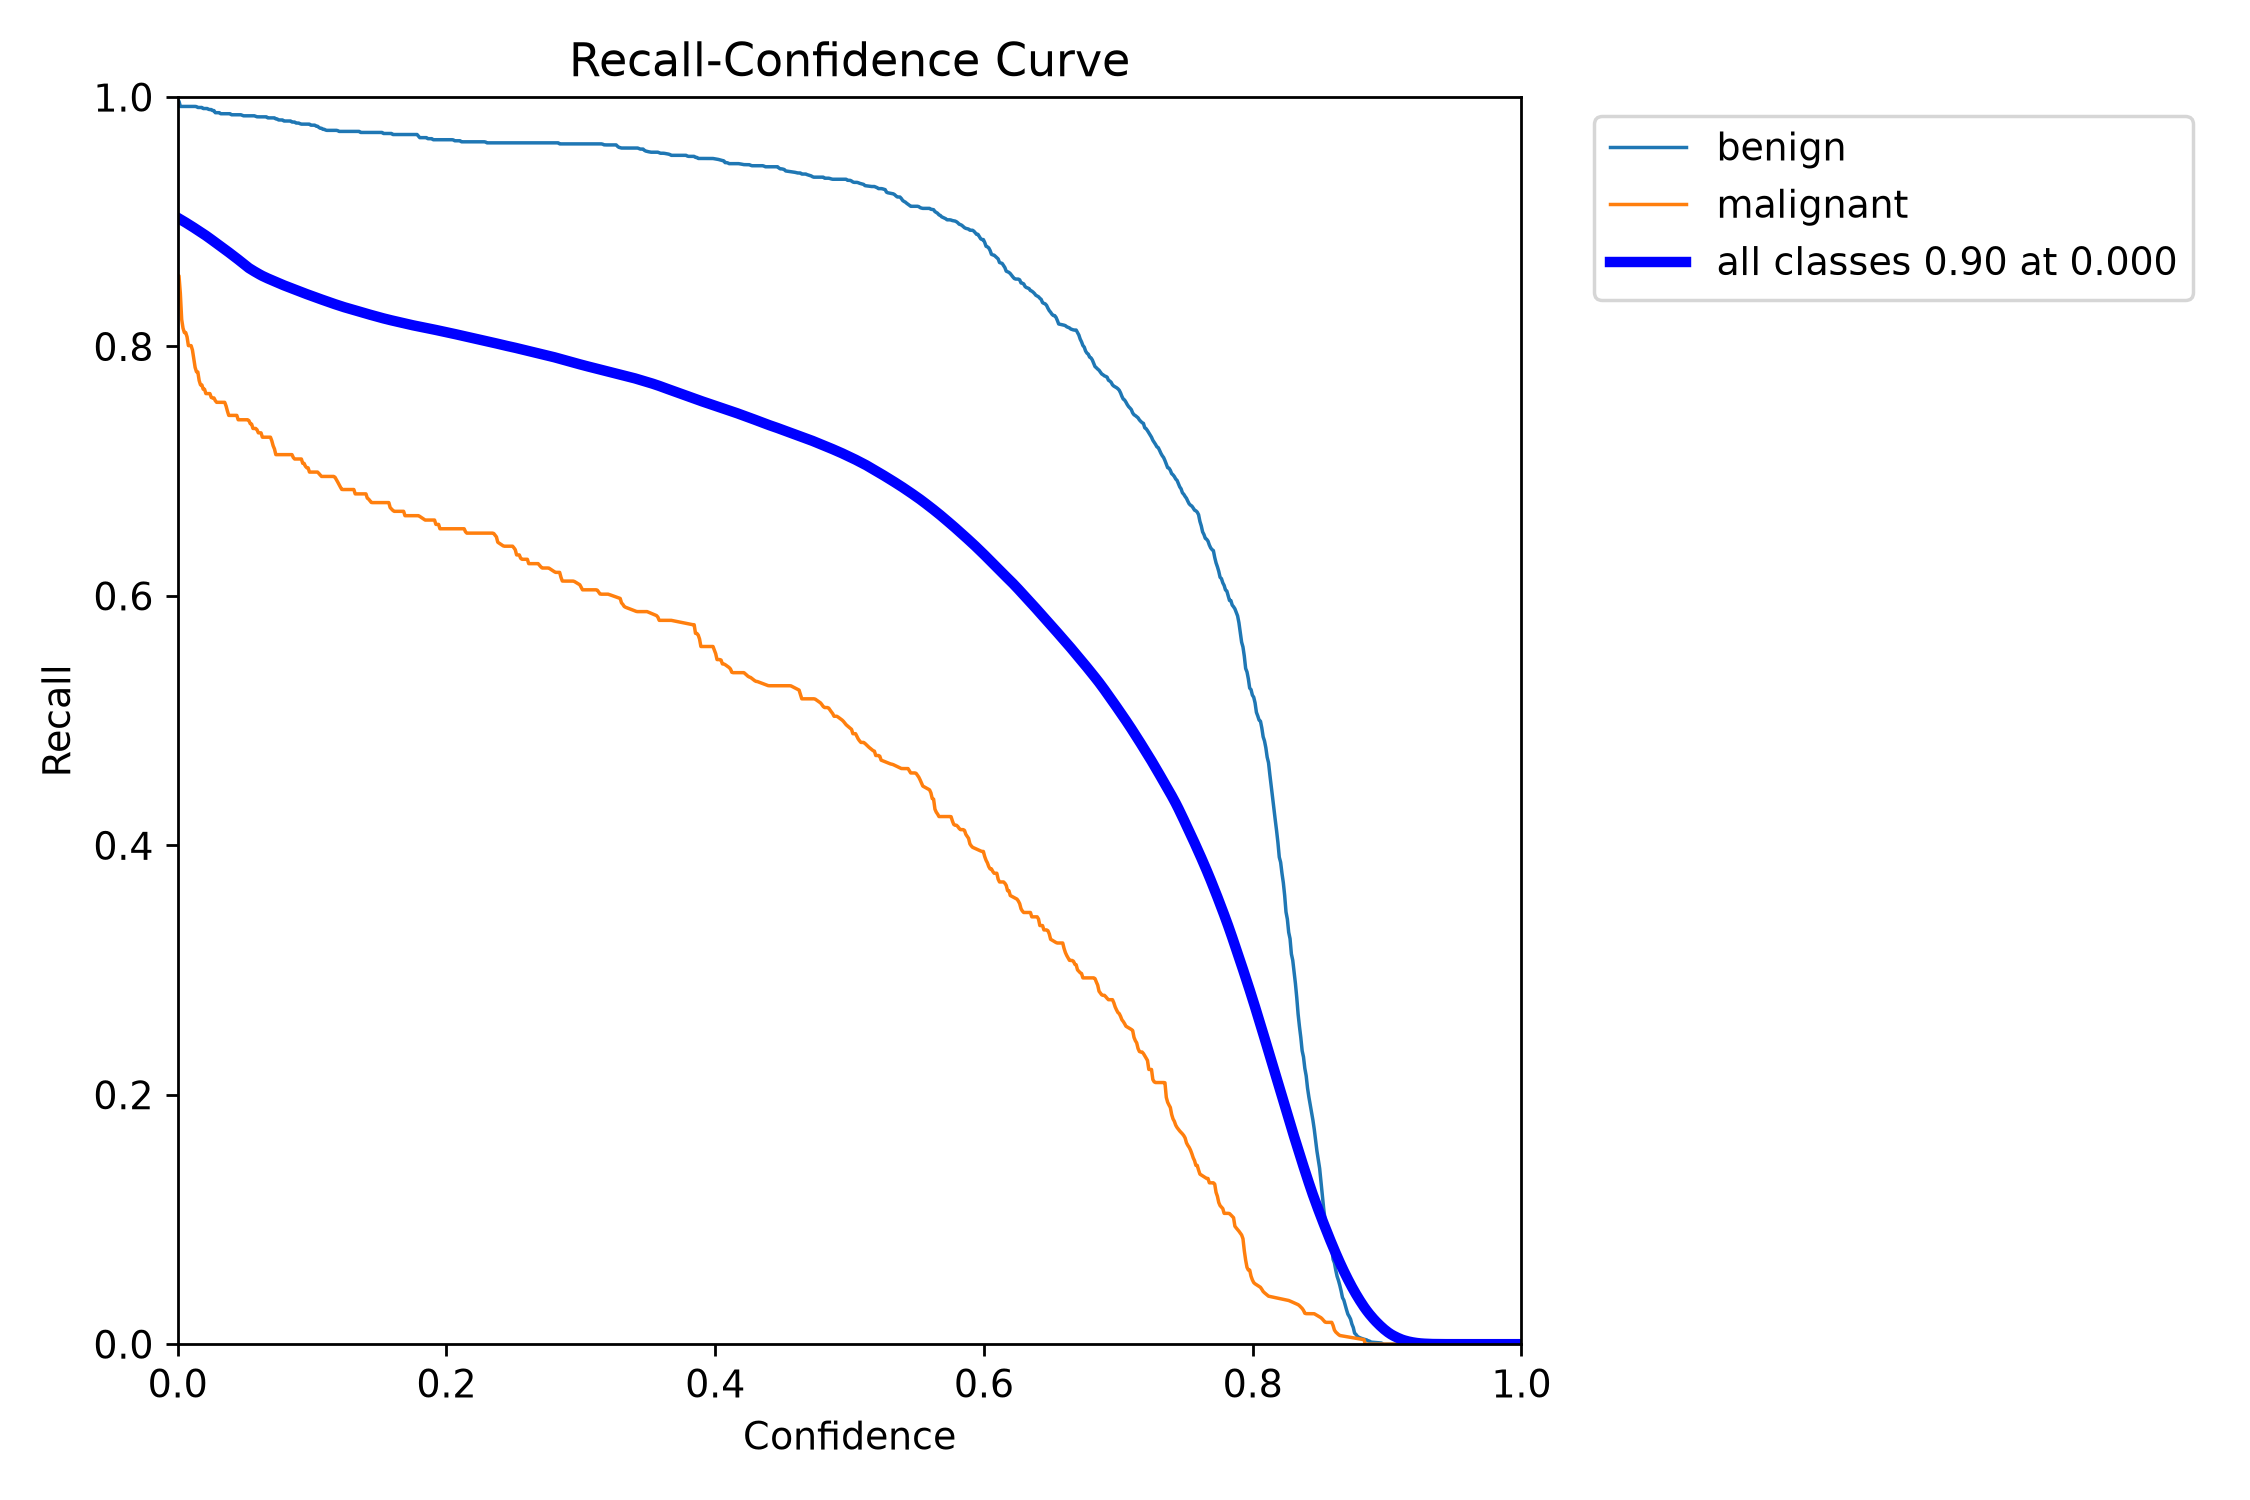 Recall-Confidence Curve
benign
malignant
all classes 0.90 at 0.000
1.0
0.8
0.6
0.4
0.2
0.0
Recall
0.0 0.2 0.4 0.6 0.8 1.0
Confidence